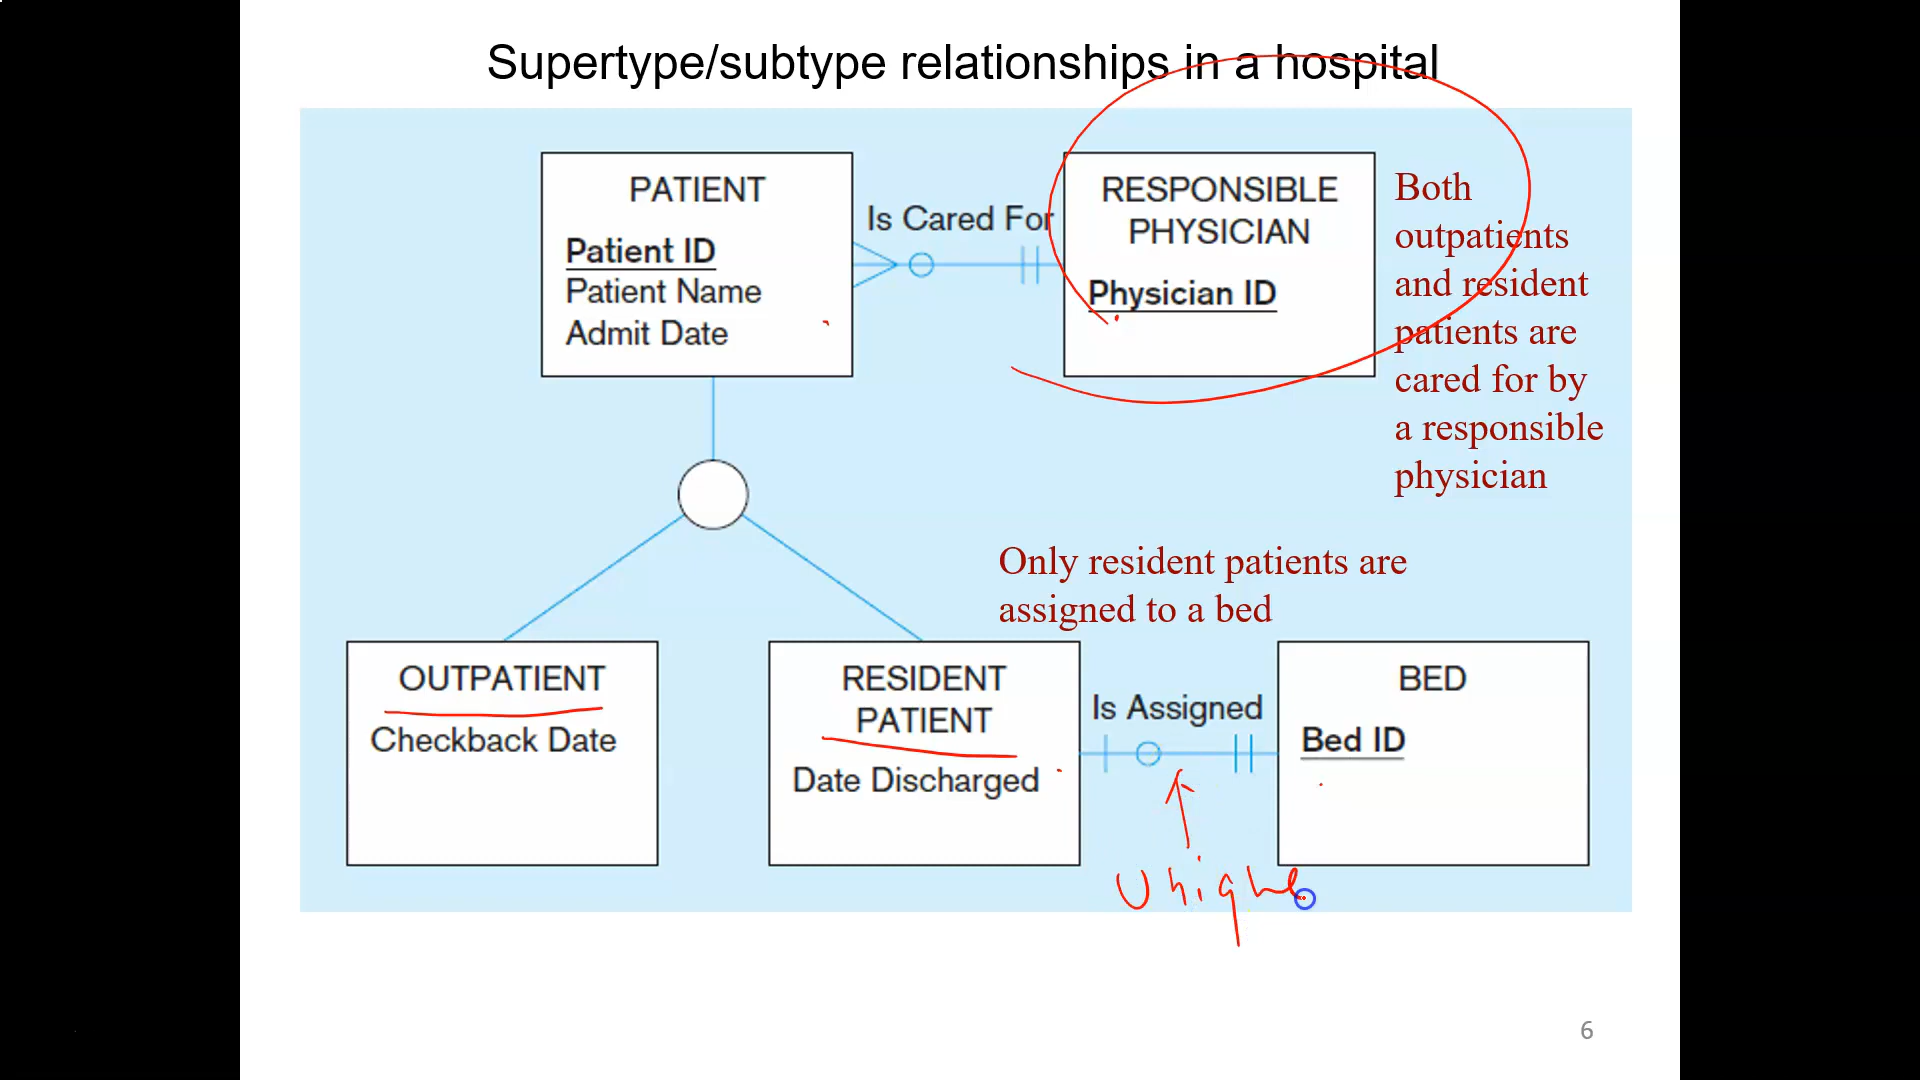 Supertype/subtype relationships in a hospital
PATIENT
Patient ID
Patient Name
Admit Date
Is Cared For
RESPONSIBLE
PHYSICIAN
Physician ID
Both
outpatients
and resident
patients are
cared for by
a responsible
physician
Only resident patients are
assigned to a bed
OUTPATIENT
Checkback Date
RESIDENT
PATIENT
Date Discharged
Is Assigned
BED
Bed ID
Unique
6